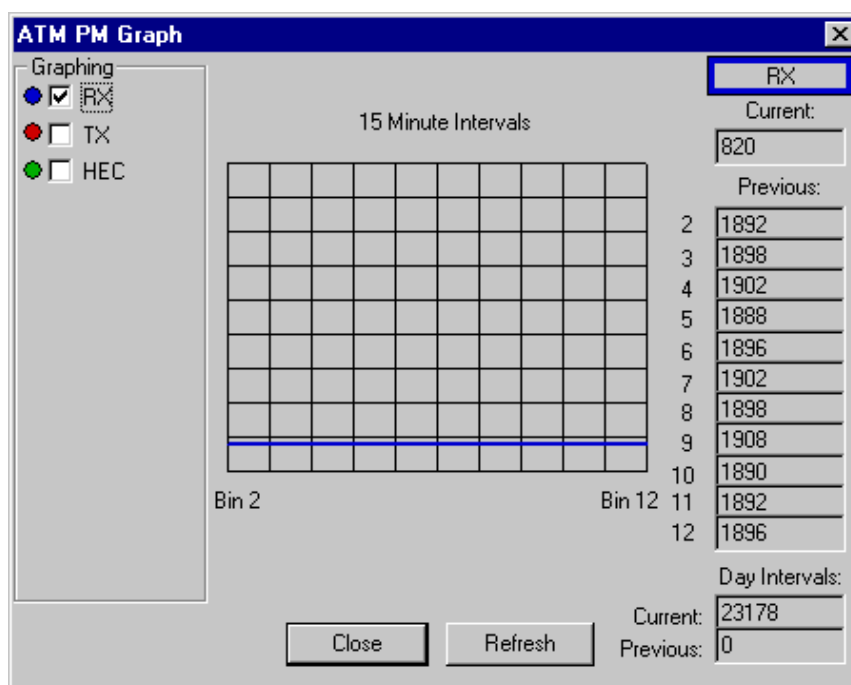 ATM PM Graph
Graphing
RX
TX
HEC
15 Minute Intervals
Bin 2
Bin 12
RX
Current:
820
Previous:
2 1892
3 1898
4 1902
5 1888
6 1896
7 1902
8 1898
9 1908
10 1890
11 1892
12 1896
Day Intervals:
Current: 23178
Previous: 0
Close
Refresh